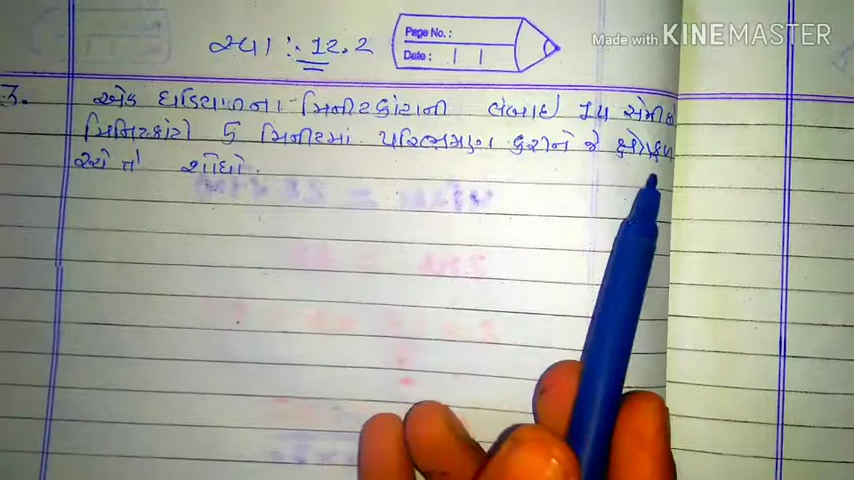 Made with KINEMASTER
સ્વા :- 12.2
Page No.:
Date:
3. એક ઘડિયાળના મિનીટકાંટાની લંબાઇ 14 સેમી
મિનિટકાંટો 5 મિનીટમાં પરિભ્રમણ કરીને જે ક્ષેત્રફળ
રચે તે શોધો.